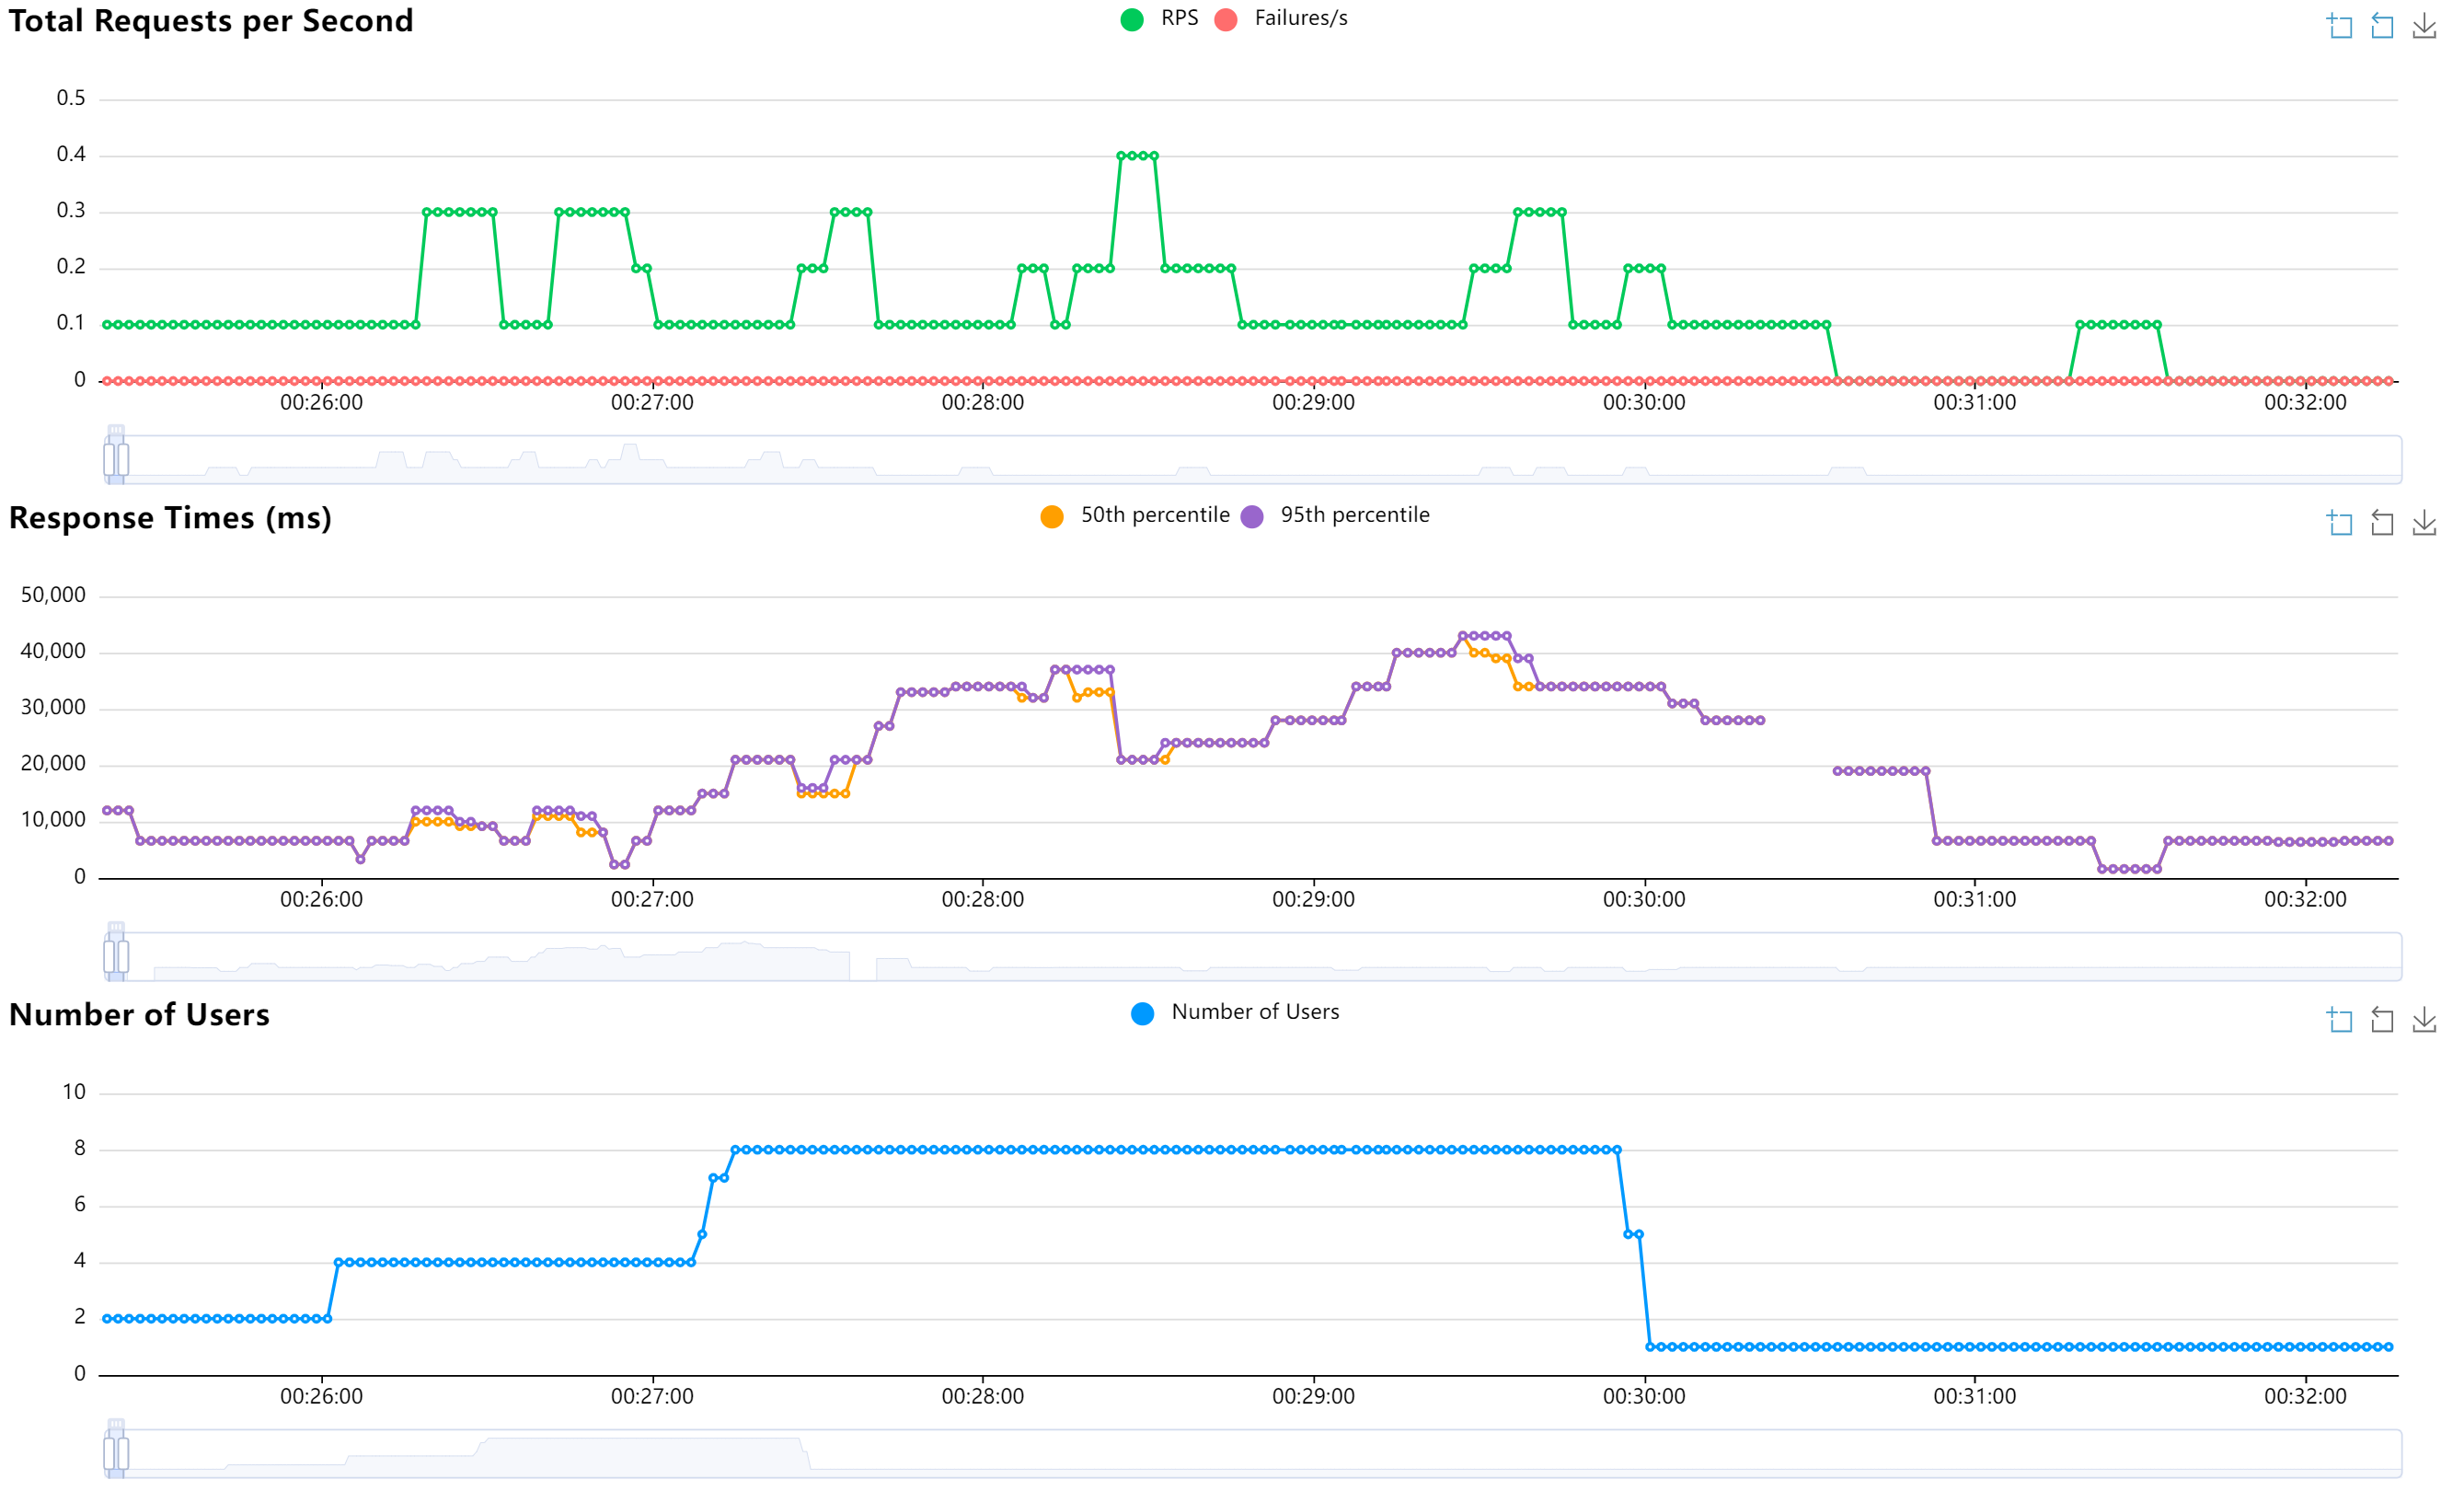 Total Requests per Second
RPS Failures/s
0.5
0.4
0.3
0.2
0.1
0
00:26:00 00:27:00 00:28:00 00:29:00 00:30:00 00:31:00 00:32:00
Response Times (ms)
50th percentile 95th percentile
50,000
40,000
30,000
20,000
10,000
0
00:26:00 00:27:00 00:28:00 00:29:00 00:30:00 00:31:00 00:32:00
Number of Users
Number of Users
10
8
6
4
2
0
00:26:00 00:27:00 00:28:00 00:29:00 00:30:00 00:31:00 00:32:00